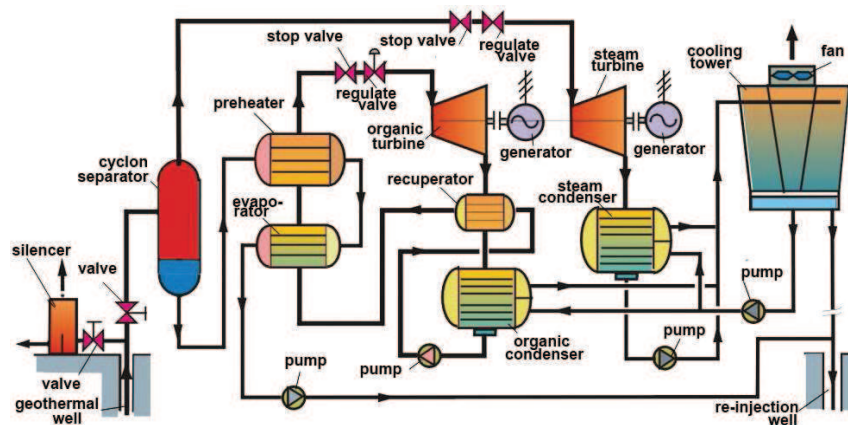 stop valve
stop valve
regulate
valve
steam
turbine
cooling
tower
fan
preheater
regulate
valve
organic
turbine
generator
generator
cyclon
separator
evapo-
rator
recuperator
steam
condenser
silencer
valve
pump
organic
condenser
pump
pump
pump
valve
geothermal
well
re-injection
well